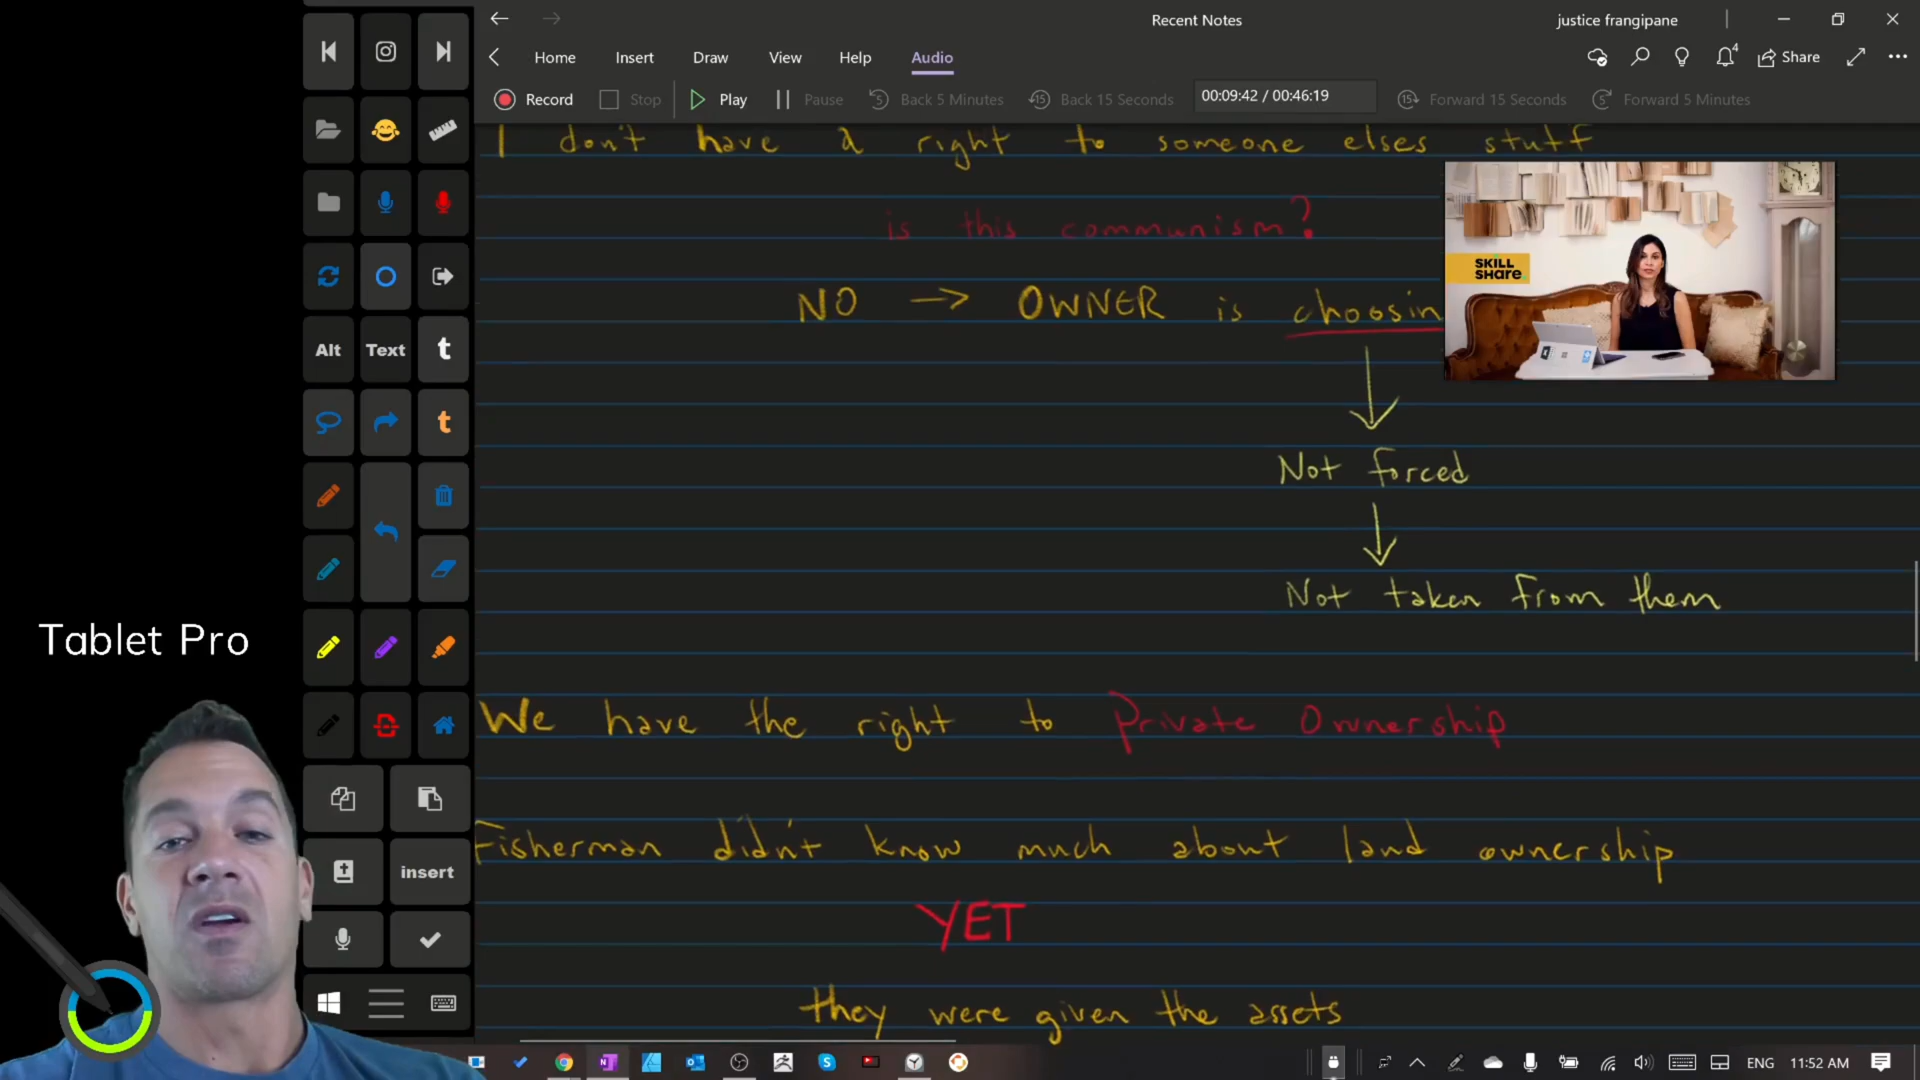 Recent Notes
justice frangipane
Home Insert Draw View Help Audio
4
Share
Record Stop Play Pause Back 5 Minutes Back 15 Seconds 00:09:42 / 00:46:19 Forward 15 Seconds Forward 5 Minutes
I don't have a right to someone elses stuff
is this communism?
SKILL
SHARE
NO → OWNER is choosin
Not forced
Not taken from them
We have the right to Private Ownership
Fisherman didn't know much about land ownership
YET
they were given the assets
Alt Text t
t
insert
Tablet Pro
ENG 11:52 AM